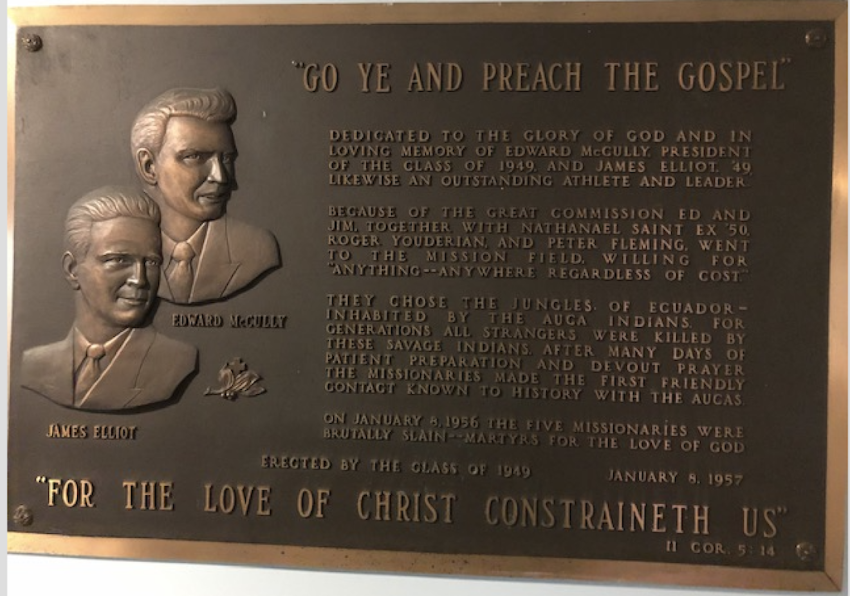 "GO YE AND PREACH THE GOSPEL"
DEDICATED TO THE GLORY OF GOD AND IN
LOVING MEMORY OF EDWARD McCULLY, PRESIDENT
OF THE CLASS OF 1949, AND JAMES ELLIOT, '49,
LIKEWISE AN OUTSTANDING ATHLETE AND LEADER.
BECAUSE OF THE GREAT COMMISSION ED AND
JIM, TOGETHER WITH NATHANAEL SAINT EX '50,
ROGER YOUDERIAN, AND PETER FLEMING, WENT
TO THE MISSION FIELD, WILLING FOR
"ANYTHING--ANYWHERE REGARDLESS OF COST."
THEY CHOSE THE JUNGLES OF ECUADOR-
INHABITED BY THE AUCA INDIANS. FOR
GENERATIONS ALL STRANGERS WERE KILLED BY
THESE SAVAGE INDIANS. AFTER MANY DAYS OF
PATIENT PREPARATION AND DEVOUT PRAYER
THE MISSIONARIES MADE THE FIRST FRIENDLY
CONTACT KNOWN TO HISTORY WITH THE AUCAS
ON JANUARY 8, 1956 THE FIVE MISSIONARIES WERE
BRUTALLY SLAIN--MARTYRS FOR THE LOVE OF GOD
EDWARD McCULLY
JAMES ELLIOT
ERECTED BY THE CLASS OF 1949 JANUARY 8, 1957
"FOR THE LOVE OF CHRIST CONSTRAINETH US"
II COR. 5:14